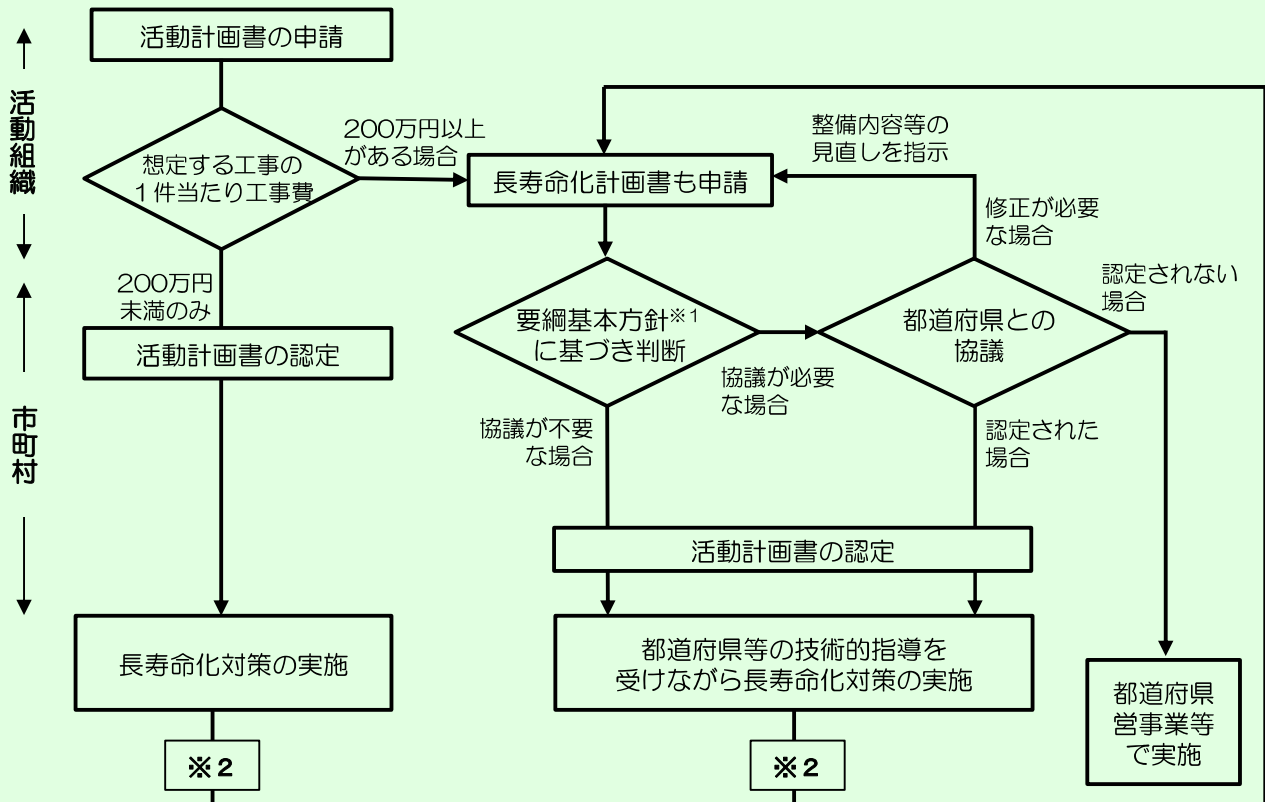 活動計画書の申請
活動組織
想定する工事の
1件当たり工事費
200万円以上
がある場合
長寿命化計画書も申請
整備内容等の
見直しを指示
修正が必要
な場合
200万円
未満のみ
要綱基本方針※1
に基づき判断
都道府県との
協議
認定されない
場合
市町村
活動計画書の認定
協議が必要
な場合
協議が不要
な場合
認定された
場合
活動計画書の認定
長寿命化対策の実施
都道府県等の技術的指導を
受けながら長寿命化対策の実施
都道府県
営事業等
で実施
※2
※2